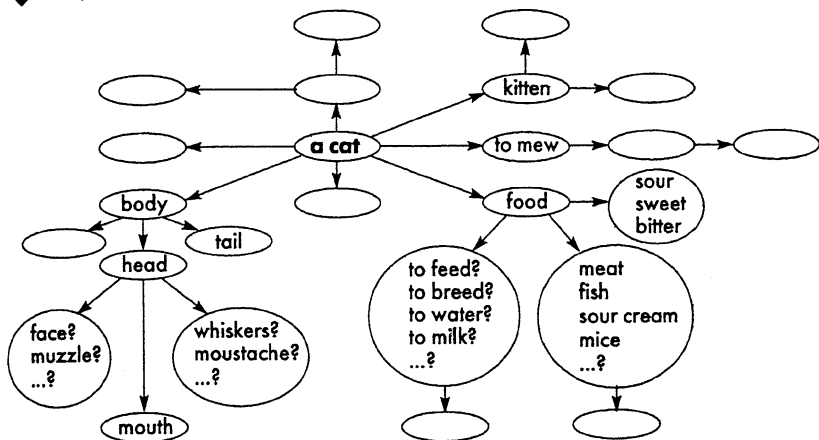 kitten
a cat
to mew
body
food
sour
sweet
bitter
tail
head
to feed?
to breed?
to water?
to milk?
...?
meat
fish
sour cream
mice
...?
face?
muzzle?
...?
whiskers?
moustache?
...?
mouth